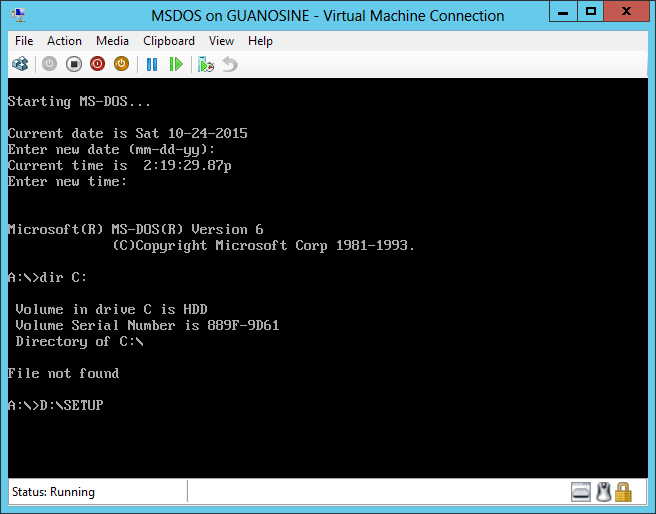 MSDOS on GUANOSINE - Virtual Machine Connection
File Action Media Clipboard View Help
Starting MS-DOS...
Current date is Sat 10-24-2015
Enter new date (mm-dd-yy):
Current time is  2:19:29.87p
Enter new time:
Microsoft(R) MS-DOS(R) Version 6
(C)Copyright Microsoft Corp 1981-1993.
A:\>dir C:
Volume in drive C is HDD
Volume Serial Number is 889F-9D61
Directory of C:\
File not found
A:\>D:\SETUP
Status: Running